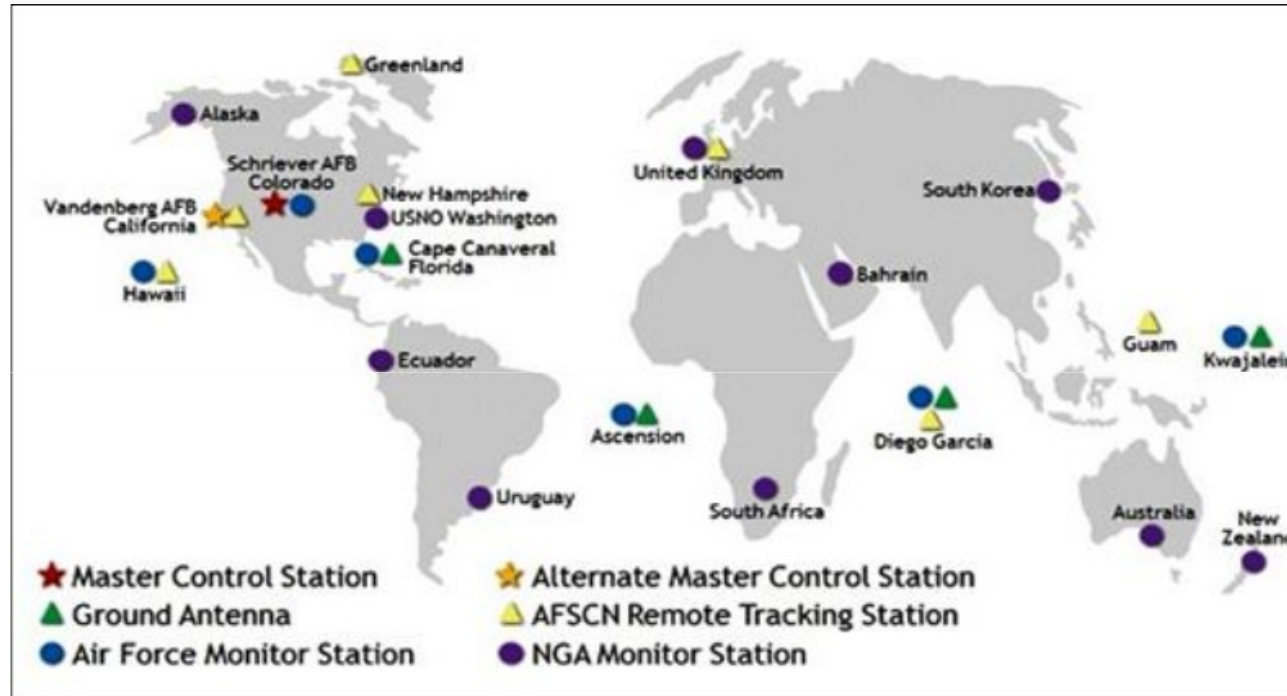 Greenland
Alaska
Schriever AFB
Colorado
United Kingdom
South Korea
New Hampshire
Vandenberg AFB
California
USNO Washington
Cape Canaveral
Florida
Bahrain
Hawaii
Guam
Kwajalein
Ecuador
Ascension
Diego Garcia
Uruguay
South Africa
Australia
New
Zealand
Master Control Station
Alternate Master Control Station
Ground Antenna
AFSCN Remote Tracking Station
Air Force Monitor Station
NGA Monitor Station